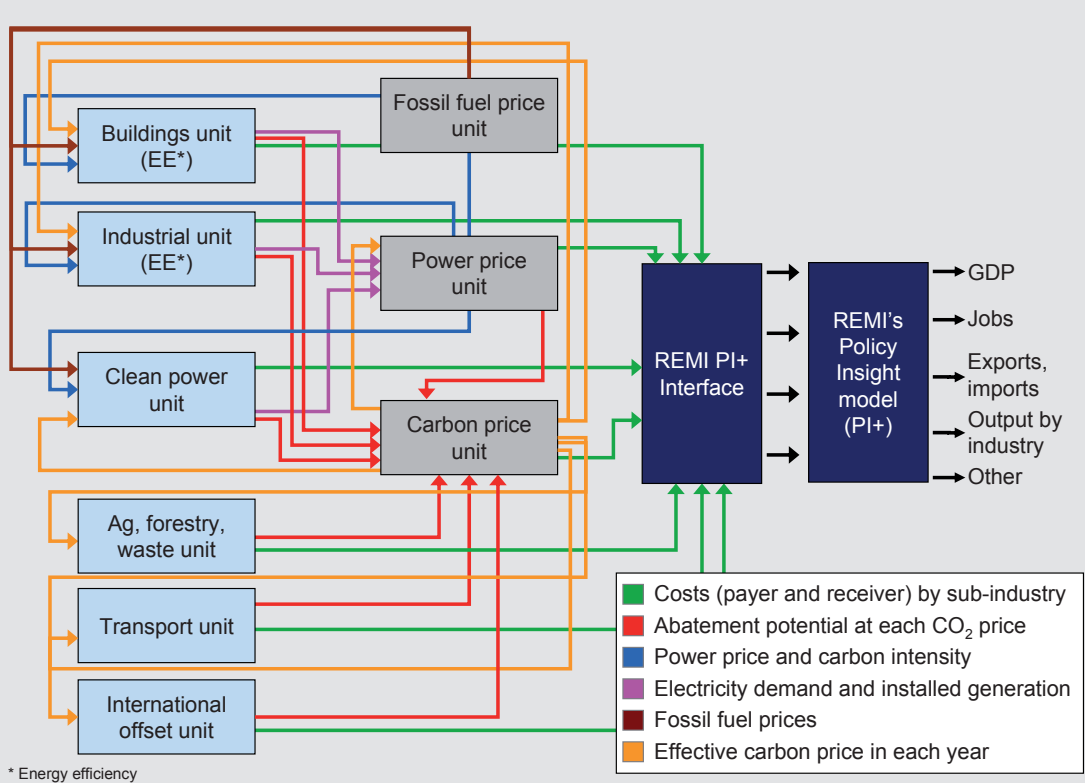 Fossil fuel price
unit
Buildings unit
(EE*)
Industrial unit
(EE*)
Power price
unit
Clean power
unit
Carbon price
unit
REMI PI+
Interface
REMI's
Policy
Insight
model
(PI+)
GDP
Jobs
Exports,
imports
Output by
industry
Other
Ag, forestry,
waste unit
Transport unit
International
offset unit
Costs (payer and receiver) by sub-industry
Abatement potential at each CO₂ price
Power price and carbon intensity
Electricity demand and installed generation
Fossil fuel prices
Effective carbon price in each year
* Energy efficiency